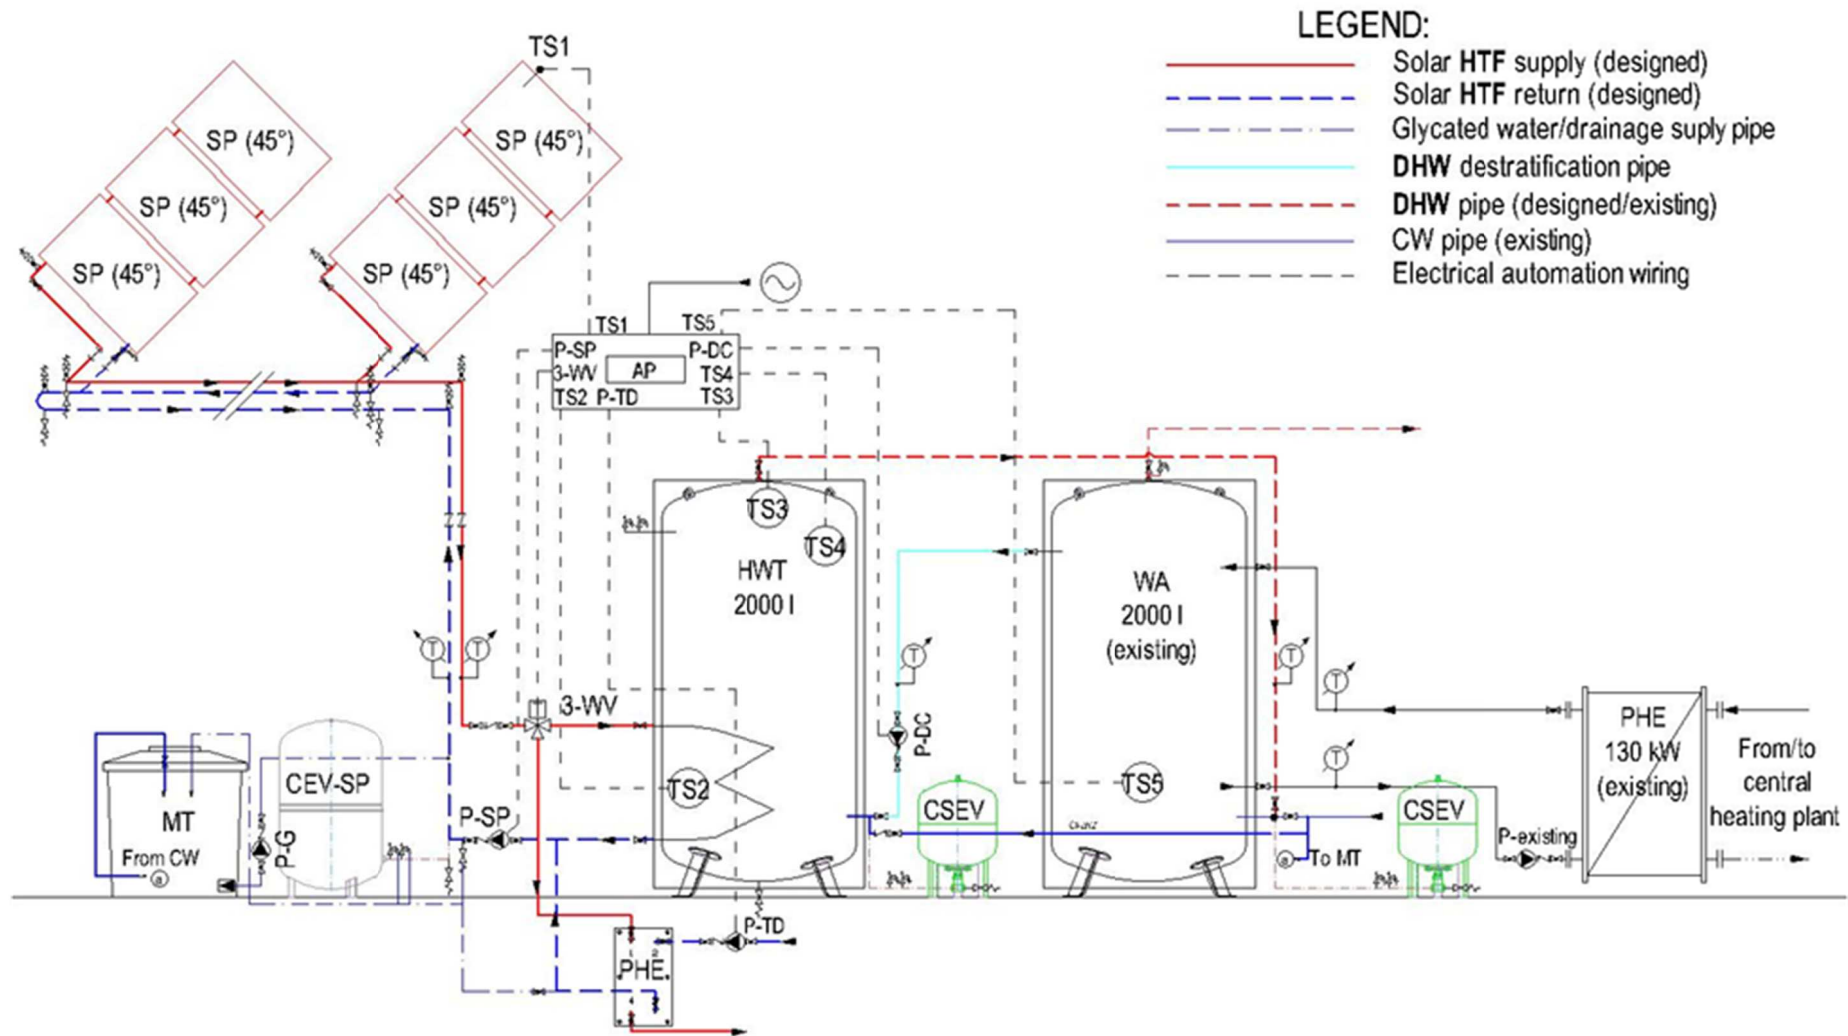 LEGEND:
Solar HTF supply (designed)
Solar HTF return (designed)
Glycated water/drainage suply pipe
DHW destratification pipe
DHW pipe (designed/existing)
CW pipe (existing)
Electrical automation wiring
TS1
SP (45°)
SP (45°)
SP (45°)
SP (45°)
SP (45°)
SP (45°)
TS1
TS5
P-SP
P-DC
3-WV
AP
TS4
TS2
P-TD
TS3
TS3
TS4
HWT
2000 l
WA
2000 l
(existing)
T
T
T
T
T
T
3-WV
P-DC
PHE
130 kW
(existing)
From/to
central
heating plant
MT
From CW
a
CEV-SP
P-G
P-SP
TS2
TS5
CSEV
CSEV
P-existing
a
To MT
P-TD
PHE